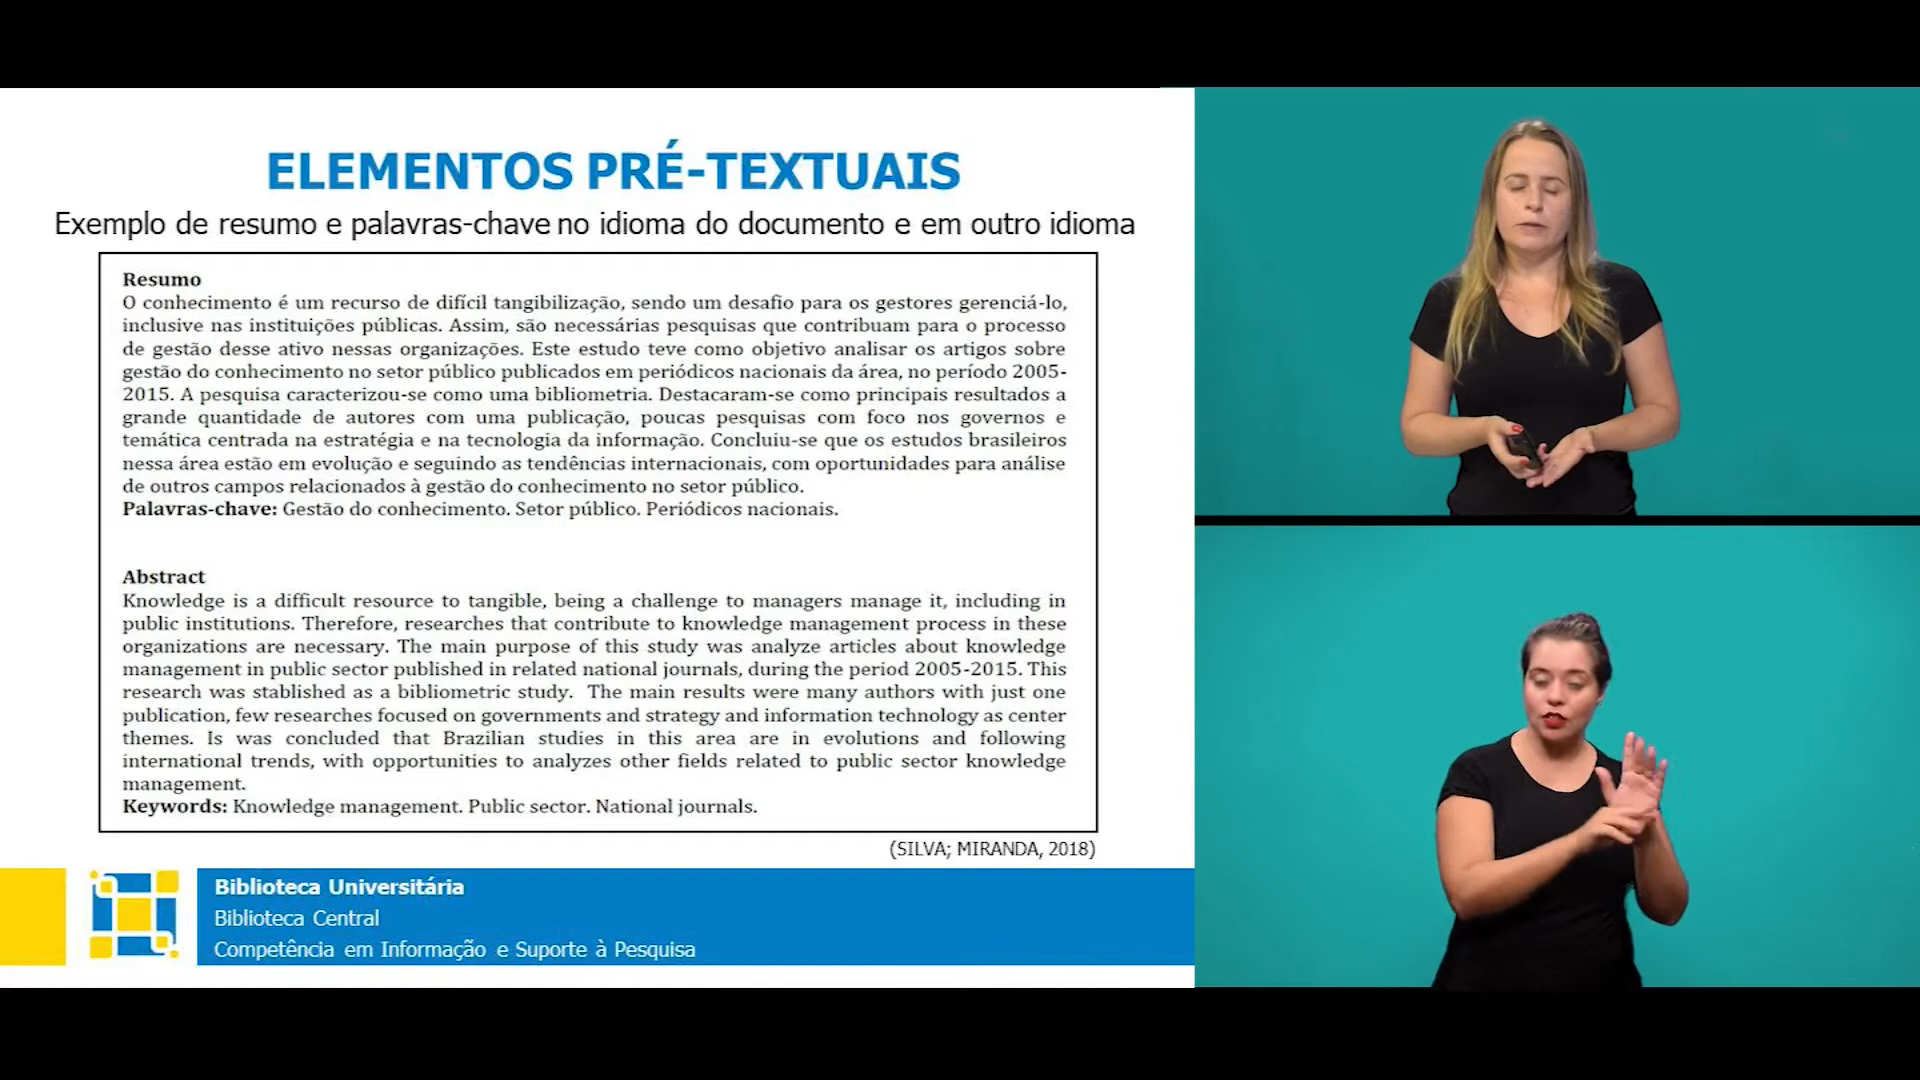 ELEMENTOS PRÉ-TEXTUAIS
Exemplo de resumo e palavras-chave no idioma do documento e em outro idioma
Resumo
O conhecimento é um recurso de difícil tangibilização, sendo um desafio para os gestores gerenciá-lo,
inclusive nas instituições públicas. Assim, são necessárias pesquisas que contribuam para o processo
de gestão desse ativo nessas organizações. Este estudo teve como objetivo analisar os artigos sobre
gestão do conhecimento no setor público publicados em periódicos nacionais da área, no período 2005-
2015. A pesquisa caracterizou-se como uma bibliometria. Destacaram-se como principais resultados a
grande quantidade de autores com uma publicação, poucas pesquisas com foco nos governos e
temática centrada na estratégia e na tecnologia da informação. Concluiu-se que os estudos brasileiros
nessa área estão em evolução e seguindo as tendências internacionais, com oportunidades para análise
de outros campos relacionados à gestão do conhecimento no setor público.
Palavras-chave: Gestão do conhecimento. Setor público. Periódicos nacionais.
Abstract
Knowledge is a difficult resource to tangible, being a challenge to managers manage it, including in
public institutions. Therefore, researches that contribute to knowledge management process in these
organizations are necessary. The main purpose of this study was analyze articles about knowledge
management in public sector published in related national journals, during the period 2005-2015. This
research was stablished as a bibliometric study. The main results were many authors with just one
publication, few researches focused on governments and strategy and information technology as center
themes. Is was concluded that Brazilian studies in this area are in evolutions and following
international trends, with opportunities to analyzes other fields related to public sector knowledge
management.
Keywords: Knowledge management. Public sector. National journals.
(SILVA; MIRANDA, 2018)
Biblioteca Universitária
Biblioteca Central
Competência em Informação e Suporte à Pesquisa